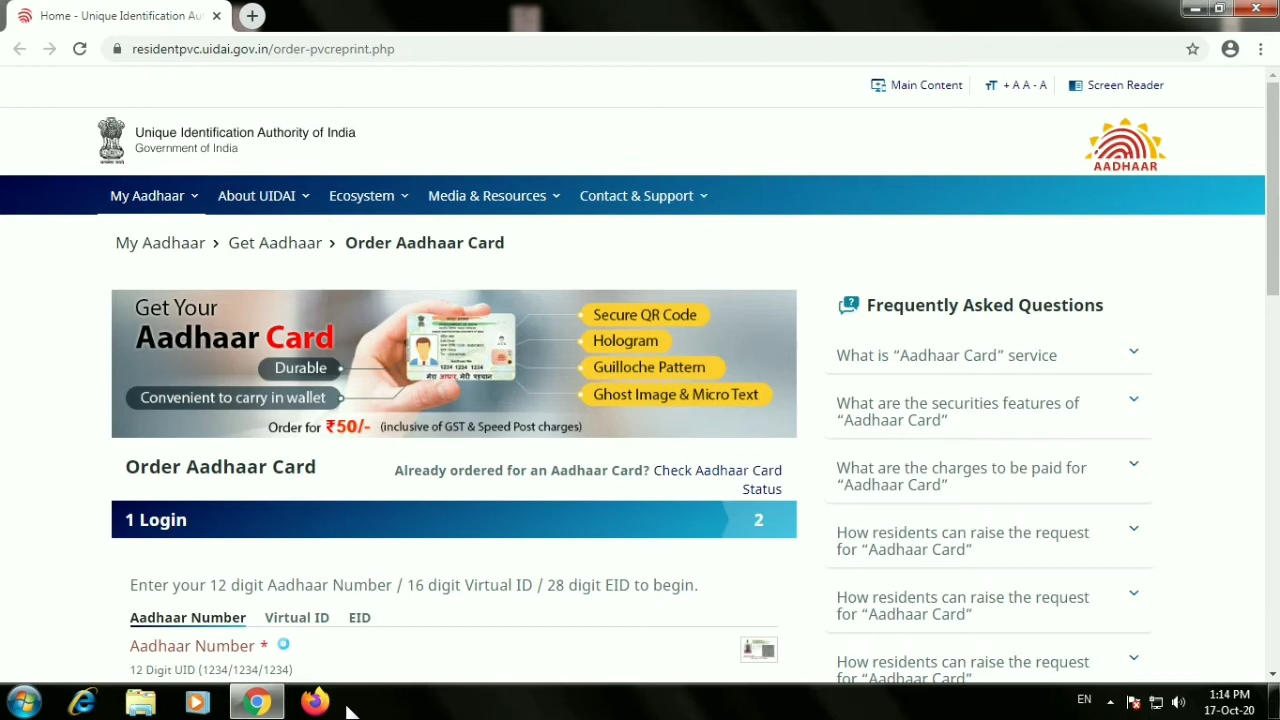 Home - Unique Identification Au
residentpvc.uidai.gov.in/order-pvcreprint.php
Main Content
+ A A - A
Screen Reader
Unique Identification Authority of India
Government of India
AADHAAR
My Aadhaar
About UIDAI
Ecosystem
Media & Resources
Contact & Support
My Aadhaar › Get Aadhaar › Order Aadhaar Card
Get Your
Aadhaar Card
Durable
Convenient to carry in wallet
1234 1234 1234
मेरा आधार, मेरी पहचान
Secure QR Code
Hologram
Guilloche Pattern
Ghost Image & Micro Text
Order for ₹50/- (inclusive of GST & Speed Post charges)
Order Aadhaar Card
Already ordered for an Aadhaar Card? Check Aadhaar Card
Status
1 Login
2
Enter your 12 digit Aadhaar Number / 16 digit Virtual ID / 28 digit EID to begin.
Aadhaar Number
Virtual ID
EID
Aadhaar Number *
12 Digit UID (1234/1234/1234)
Frequently Asked Questions
What is “Aadhaar Card” service
What are the securities features of
“Aadhaar Card”
What are the charges to be paid for
“Aadhaar Card”
How residents can raise the request
for “Aadhaar Card”
How residents can raise the request
for “Aadhaar Card”
How residents can raise the request
for “Aadhaar Card”
EN
1:14 PM
17-Oct-20